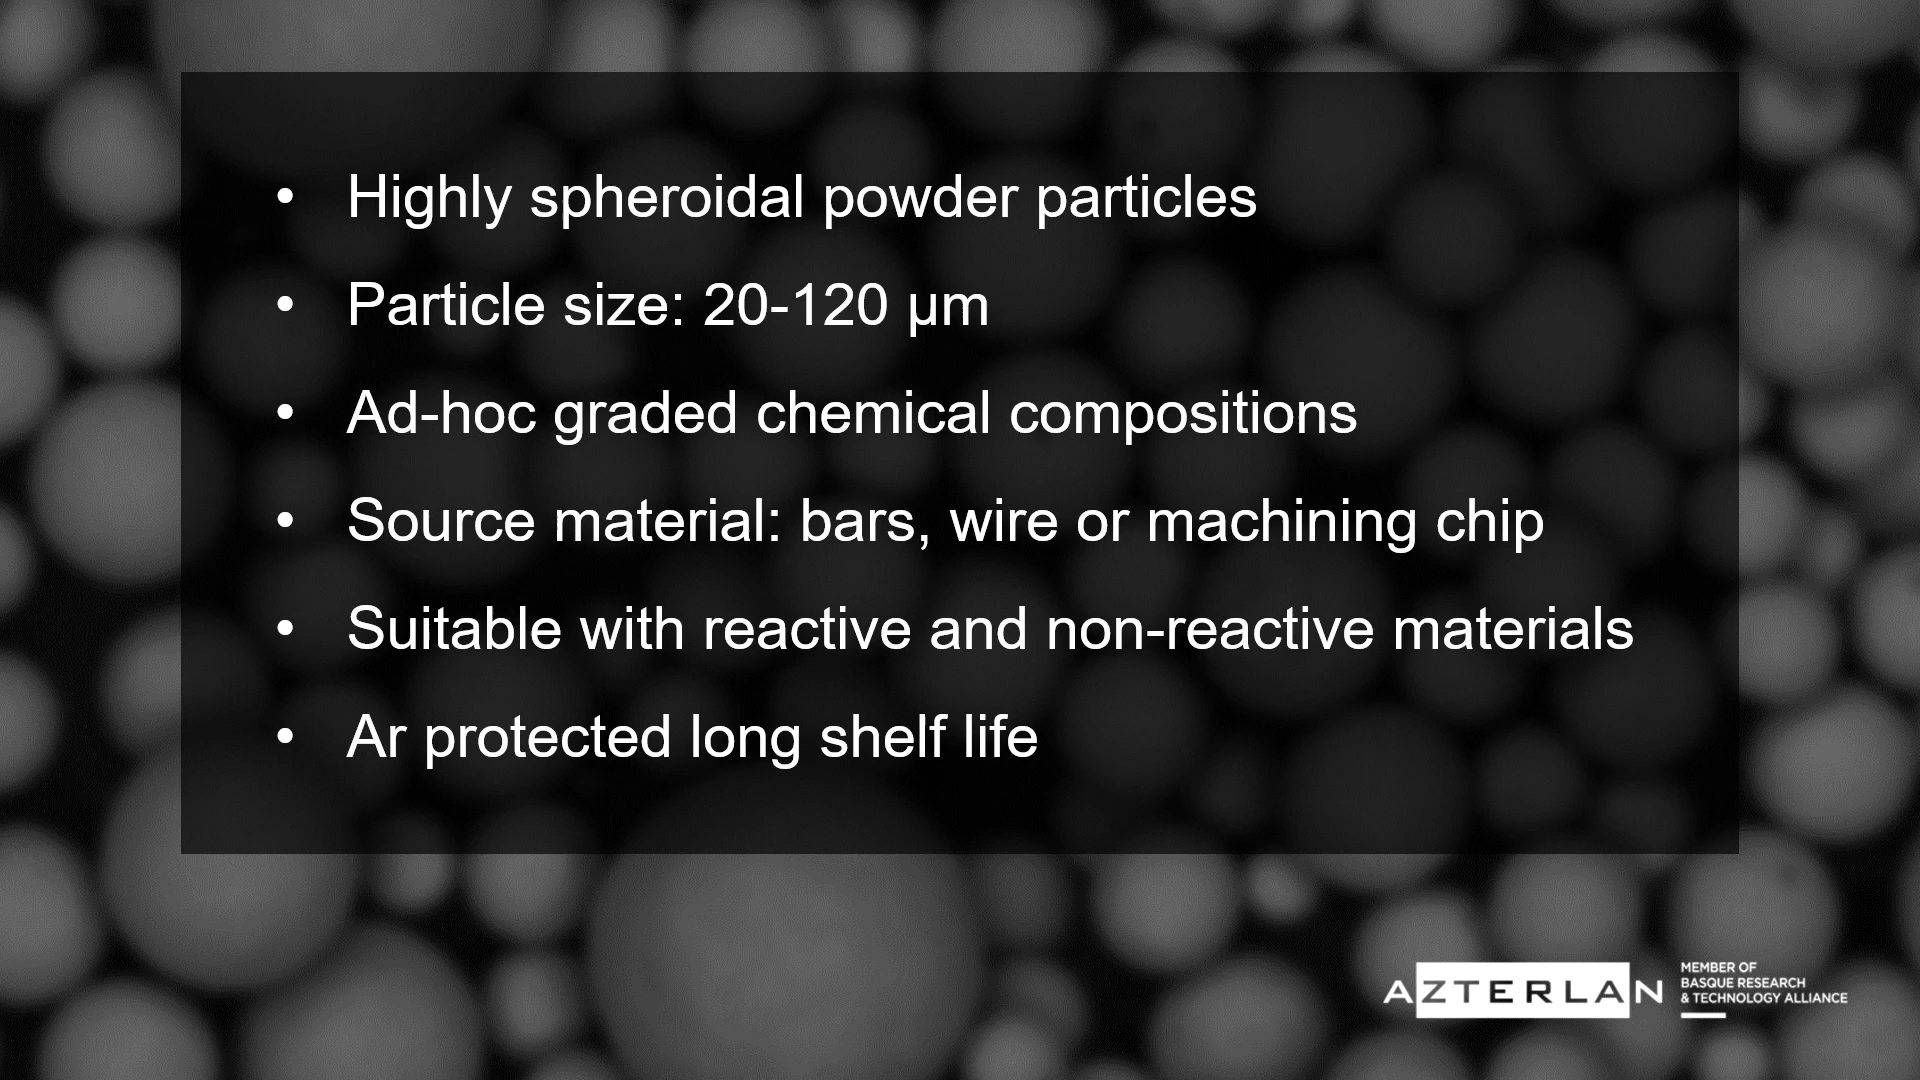 • Highly spheroidal powder particles
• Particle size: 20-120 µm
• Ad-hoc graded chemical compositions
• Source material: bars, wire or machining chip
• Suitable with reactive and non-reactive materials
• Ar protected long shelf life
AZTERLAN
MEMBER OF
BASQUE RESEARCH
& TECHNOLOGY ALLIANCE